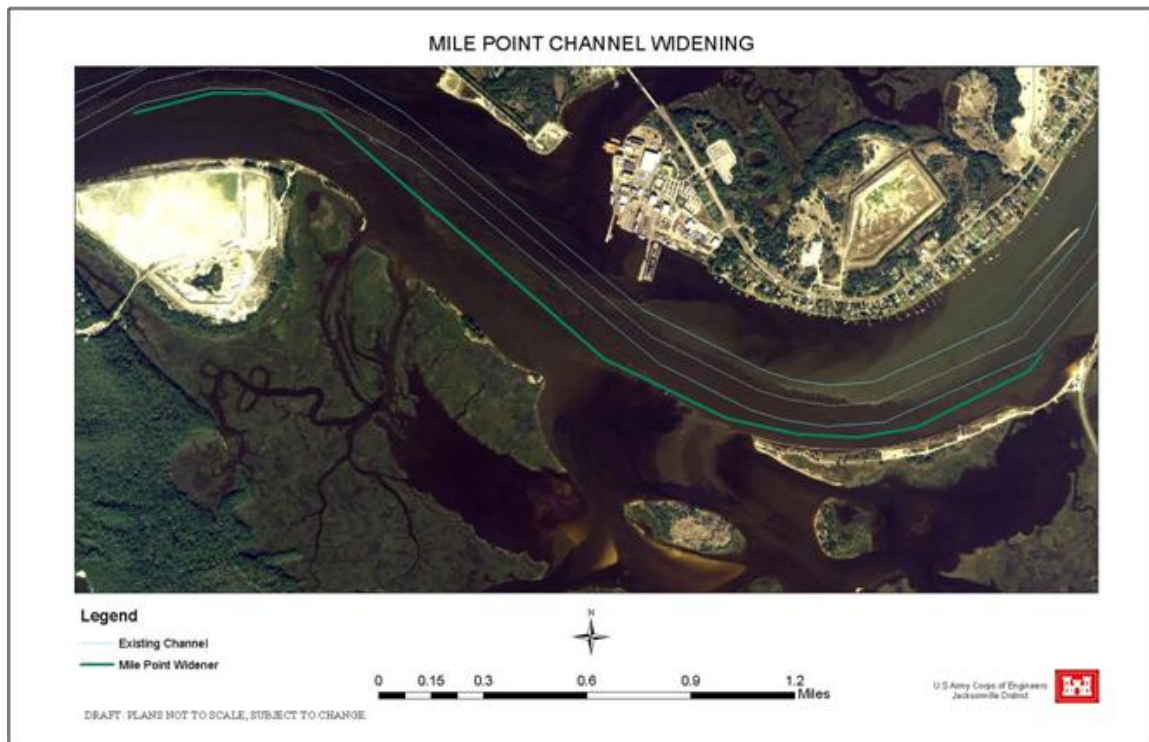 MILE POINT CHANNEL WIDENING
Legend
Existing Channel
Mile Point Widener
N
0 0.15 0.3 0.6 0.9 1.2
Miles
U S Army Corps of Engineers
Jacksonville District
DRAFT: PLANS NOT TO SCALE, SUBJECT TO CHANGE